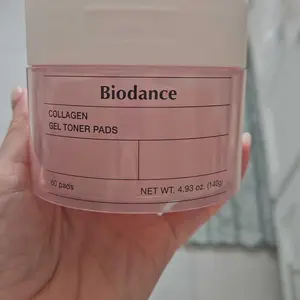 Biodance
COLLAGEN
GEL TONER PADS
60 pads
NET WT. 4.93 oz. (140g)